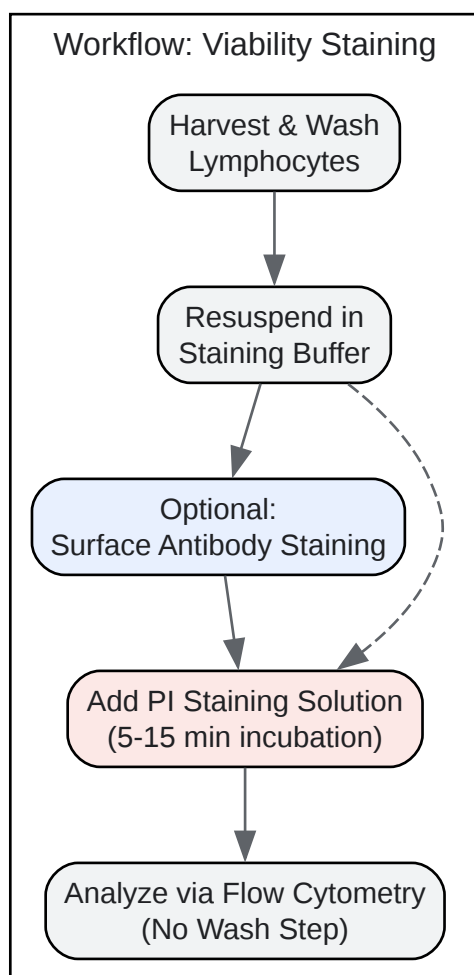 Workflow: Viability Staining
Harvest & Wash
Lymphocytes
Resuspend in
Staining Buffer
Optional:
Surface Antibody Staining
Add PI Staining Solution
(5-15 min incubation)
Analyze via Flow Cytometry
(No Wash Step)